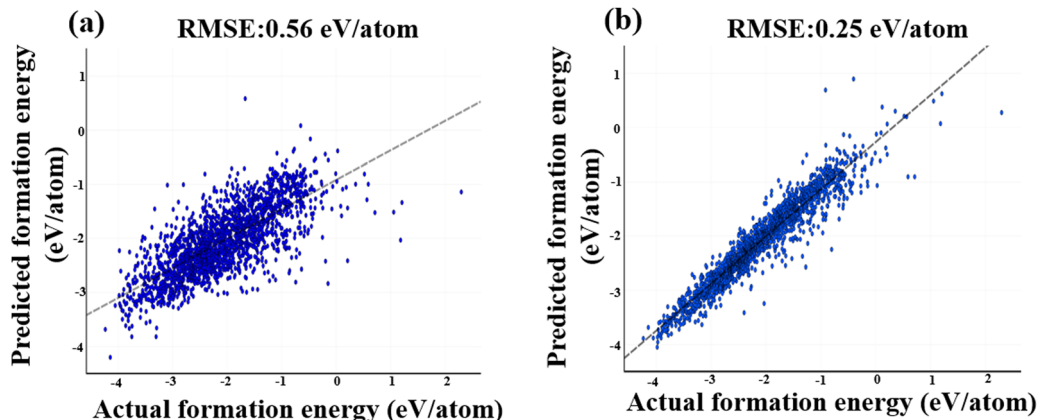 (a)
RMSE:0.56 eV/atom
Predicted formation energy
(eV/atom)
1
0
-1
-2
-3
-4
-4
-3
-2
-1
0
1
2
Actual formation energy (eV/atom)
(b)
RMSE:0.25 eV/atom
Predicted formation energy
(eV/atom)
1
0
-1
-2
-3
-4
-4
-3
-2
-1
0
1
2
Actual formation energy (eV/atom)